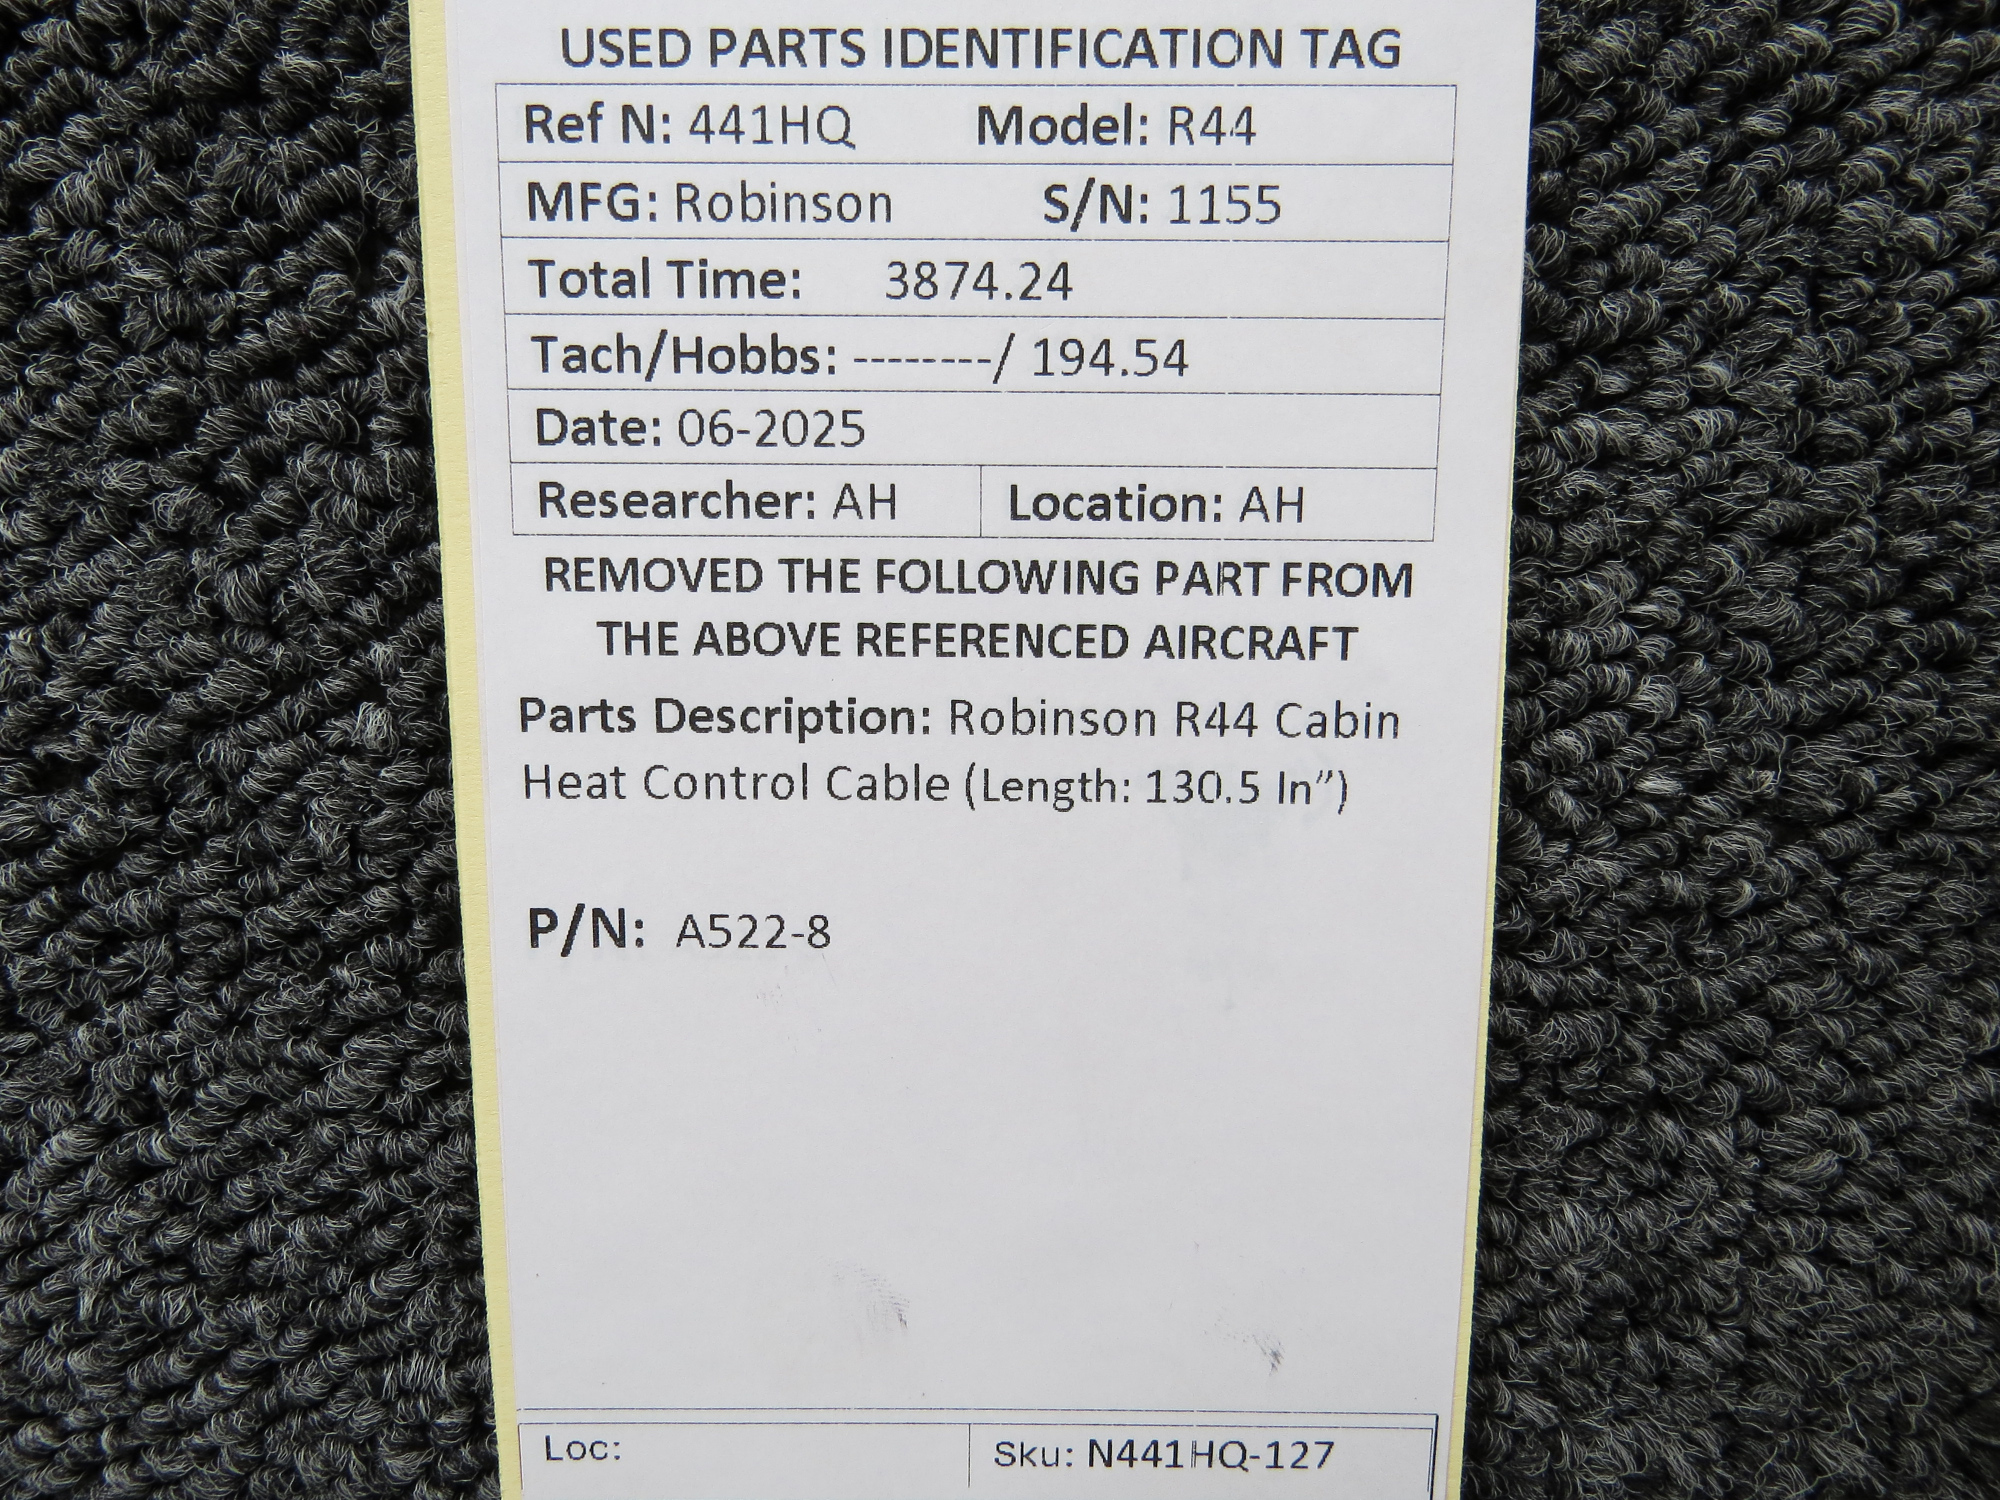 USED PARTS IDENTIFICATION TAG
Ref N: 441HQ Model: R44
MFG: Robinson S/N: 1155
Total Time: 3874.24
Tach/Hobbs: --------/ 194.54
Date: 06-2025
Researcher: AH Location: AH
REMOVED THE FOLLOWING PART FROM
THE ABOVE REFERENCED AIRCRAFT
Parts Description: Robinson R44 Cabin
Heat Control Cable (Length: 130.5 In”)
P/N: A522-8
Loc: Sku: N441HQ-127